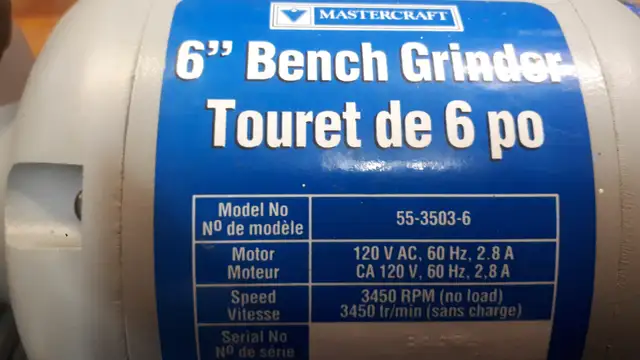 MASTERCRAFT
6” Bench Grinder
Touret de 6 po
Model No
Nº de modèle
55-3503-6
Motor
Moteur
120 V AC, 60 Hz, 2.8 A
CA 120 V, 60 Hz, 2,8 A
Speed
Vitesse
3450 RPM (no load)
3450 tr/min (sans charge)
Serial No
Nº de série